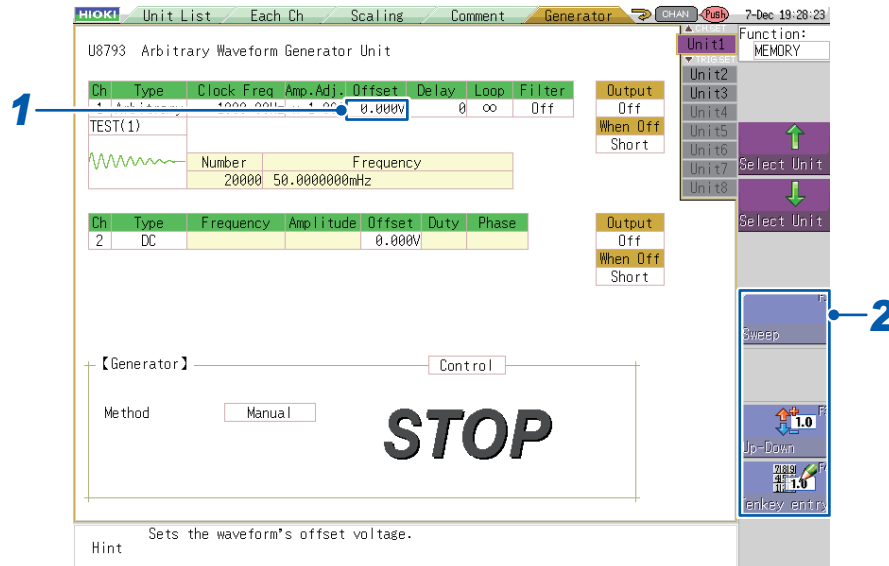 HIOKI Unit List Each Ch Scaling Comment Generator CHAN Push 7-Dec 19:28:23
CH.SET
Unit1
TRIG.SET
Unit2
Unit3
Unit4
Unit5
Unit6
Unit7
Unit8
Function:
MEMORY
U8793 Arbitrary Waveform Generator Unit
1
Ch Type Clock Freq Amp.Adj. Offset Delay Loop Filter
1 Arbitrary 0.000V 0 ∞ Off
TEST(1)
Number Frequency
20000 50.0000000mHz
Output
Off
When Off
Short
Ch Type Frequency Amplitude Offset Duty Phase
2 DC 0.000V
Output
Off
When Off
Short
Select Unit
Select Unit
2
Sweep
1.0
Up-Down
1.0
Tenkey entry
【Generator】 Control
Method Manual
STOP
Hint Sets the waveform's offset voltage.